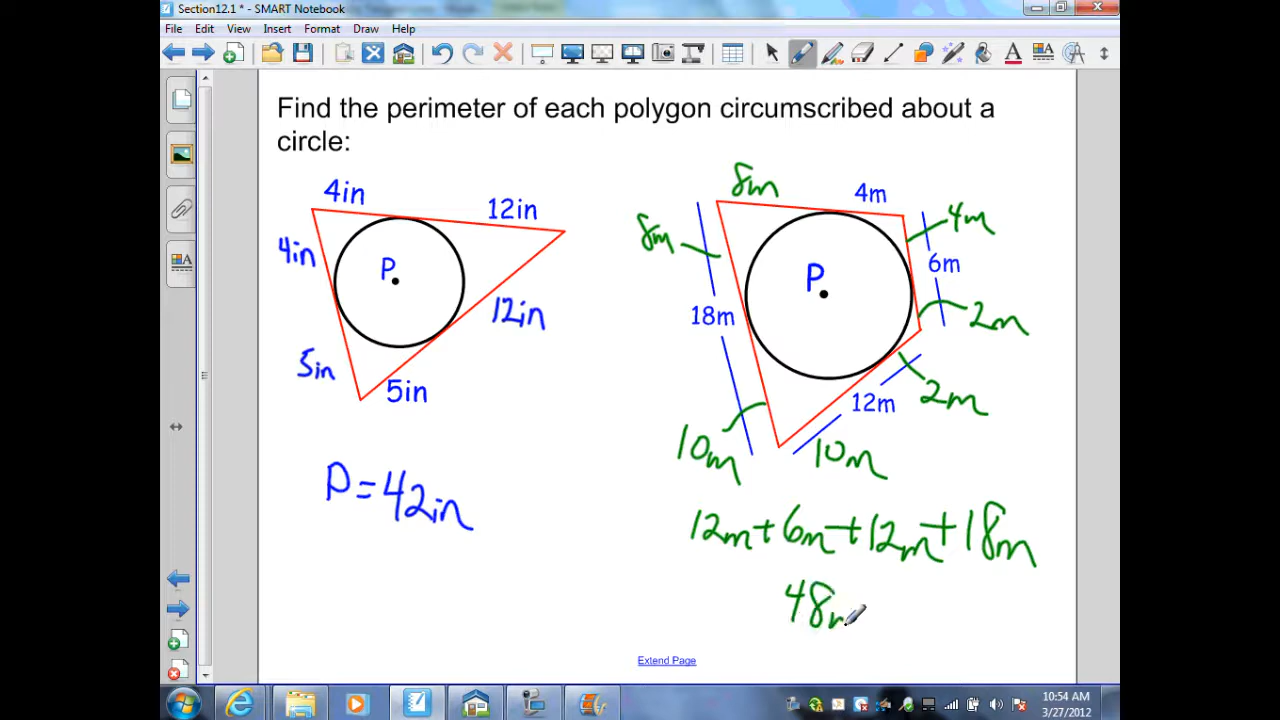 Section12.1 * - SMART Notebook
File Edit View Insert Format Draw Help
Find the perimeter of each polygon circumscribed about a
circle:
4in
12in
4in
P
12in
5in
5in
P = 42in
8m
4m
8m
4m
P
6m
18m
2m
12m
2m
10m
10m
12m + 6m + 12m + 18m
48m
Extend Page
10:54 AM
3/27/2012